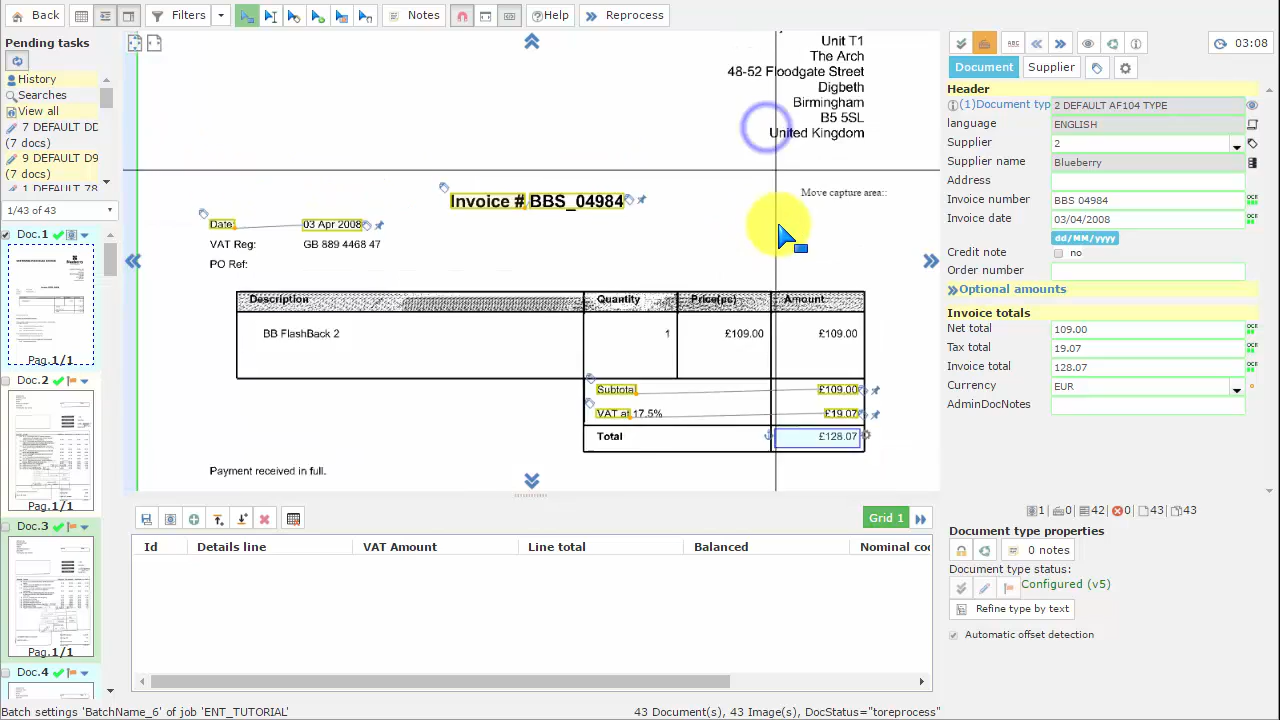 Back
Filters
Notes
Help
Reprocess
Pending tasks
History
Searches
View all
7 DEFAULT DD
(7 docs)
9 DEFAULT D9
(7 docs)
1/43 of 43
Doc.1
Pag.1/1
Doc.2
Pag.1/1
Doc.3
Pag.1/1
Doc.4
Unit T1
The Arch
48-52 Floodgate Street
Digbeth
Birmingham
B5 5SL
United Kingdom
Move capture area::
Invoice # BBS_04984
Date: 03 Apr 2008
VAT Reg: GB 889 4468 47
PO Ref:
Description Quantity Price(ps) Amount
BB FlashBack 2 1 £109.00 £109.00
Subtotal £109.00
VAT at 17.5% £19.07
Total £128.07
Payment received in full.
Grid 1
Id Details line VAT Amount Line total Balanced Nominal coo
03:08
Document Supplier
Header
(1)Document typ 2 DEFAULT AF104 TYPE
language ENGLISH
Supplier 2
Supplier name Blueberry
Address
Invoice number BBS 04984
Invoice date 03/04/2008
dd/MM/yyyy
Credit note no
Order number
Optional amounts
Invoice totals
Net total 109.00
Tax total 19.07
Invoice total 128.07
Currency EUR
AdminDocNotes
1 0 42 0 43 43
Document type properties
0 notes
Document type status:
Configured (v5)
Refine type by text
Automatic offset detection
Batch settings 'BatchName_6' of job 'ENT_TUTORIAL'
43 Document(s), 43 Image(s), DocStatus="toreprocess"